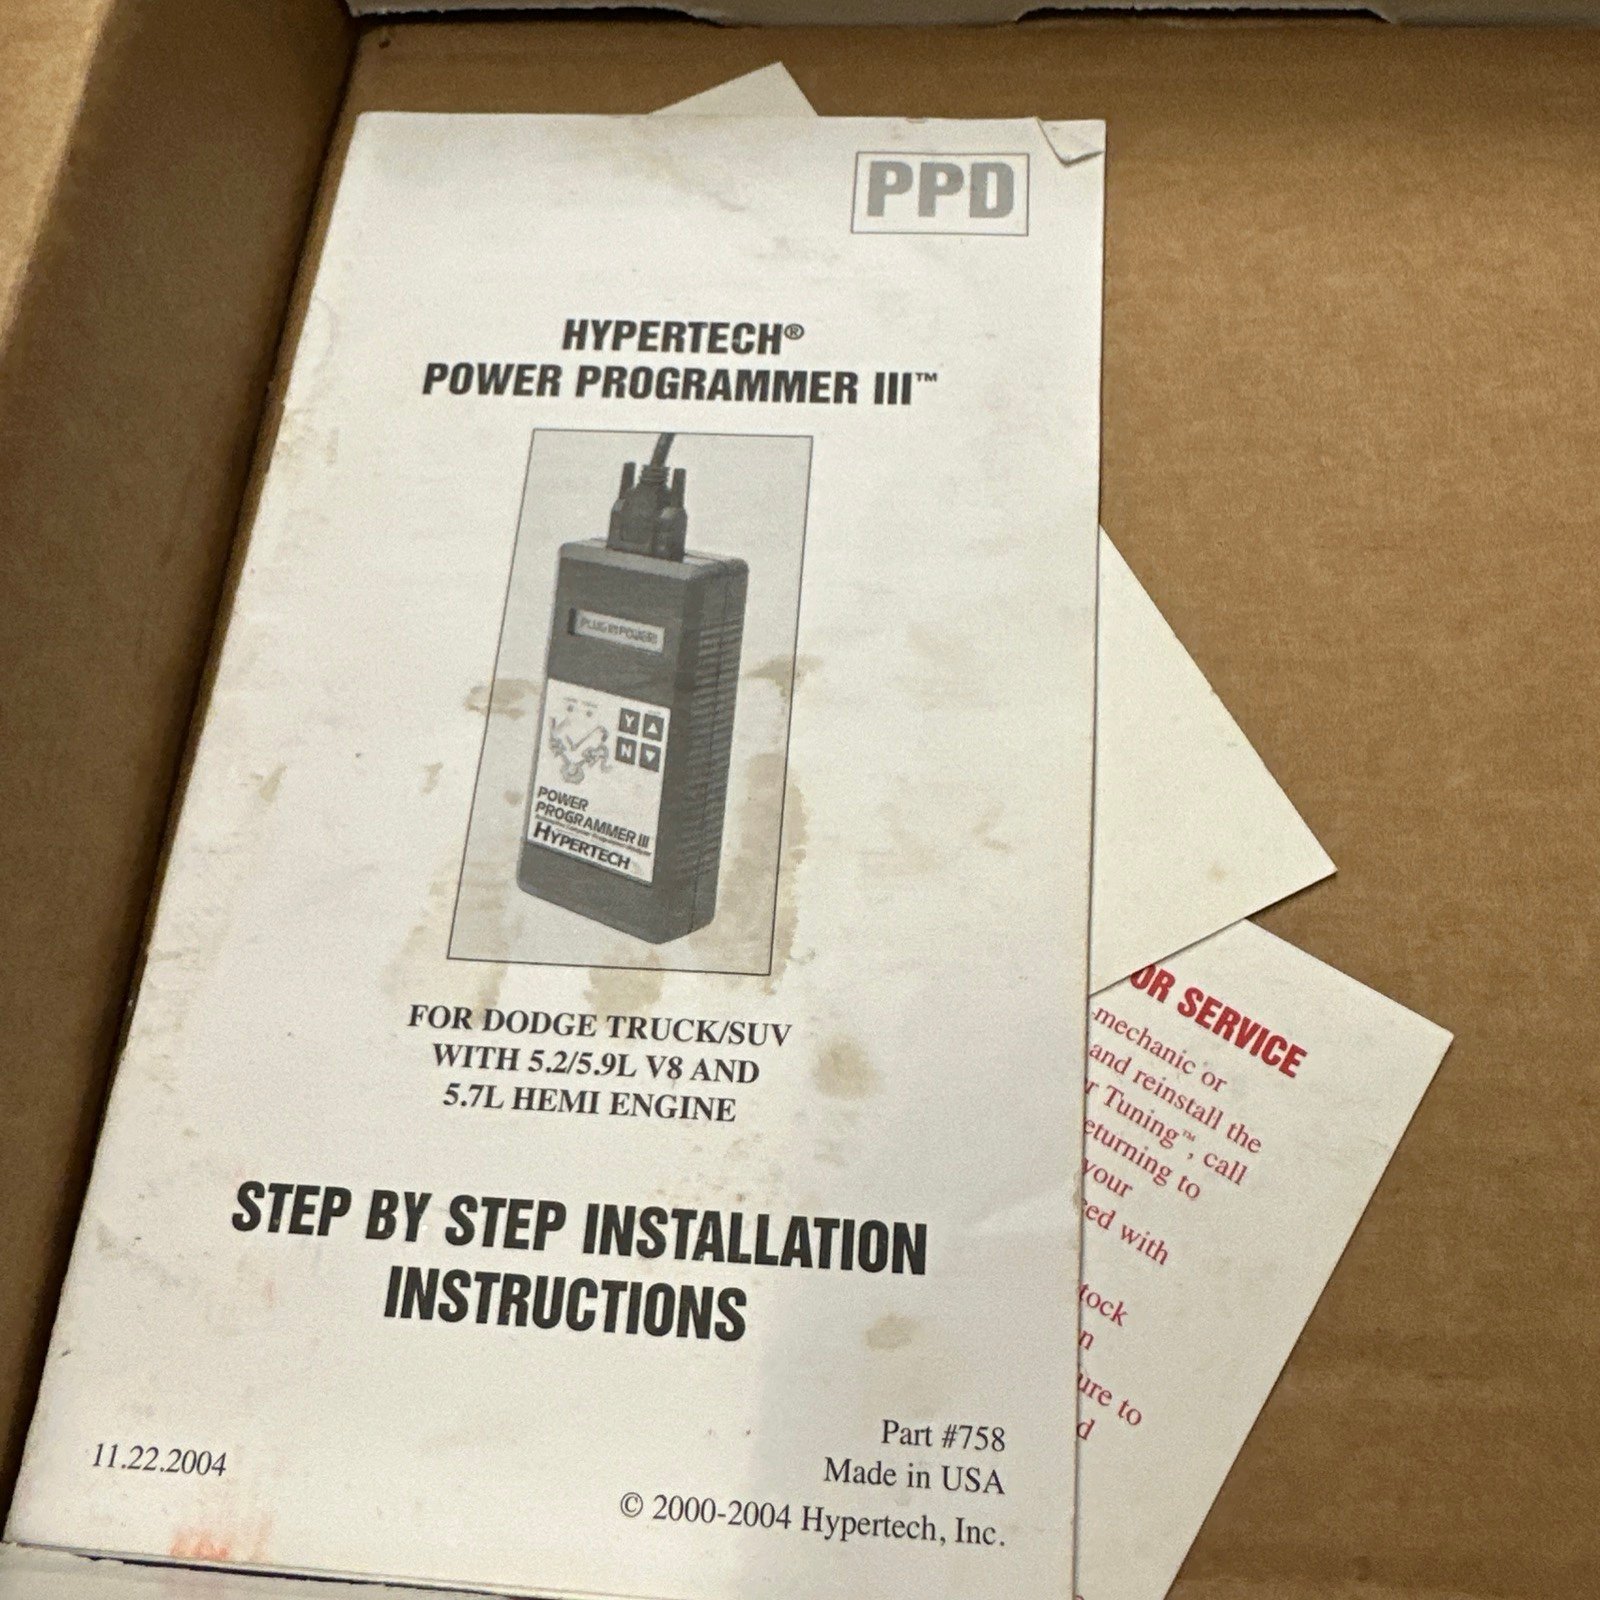 PPD
HYPERTECH®
POWER PROGRAMMER III™
PLUG IN POWER!
Y
N
POWER
PROGRAMMER III
HYPERTECH
FOR DODGE TRUCK/SUV
WITH 5.2/5.9L V8 AND
5.7L HEMI ENGINE
STEP BY STEP INSTALLATION
INSTRUCTIONS
11.22.2004
Part #758
Made in USA
© 2000-2004 Hypertech, Inc.
OR SERVICE
mechanic or
and reinstall the
r Tuning™, call
eturning to
your
ed with
tock
n
ure to
d